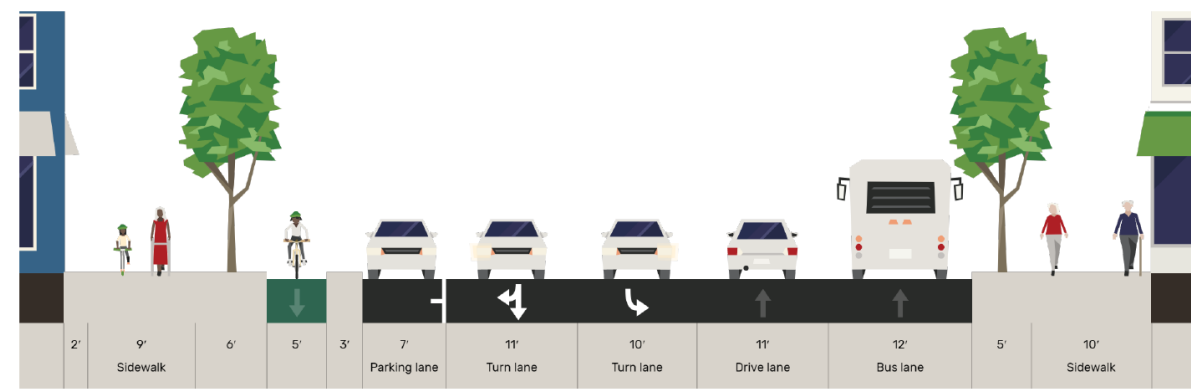 2′ 9′ 6′ 5′ 3′ 7′ 11′ 10′ 11′ 12′ 5′ 10′
Sidewalk Parking lane Turn lane Turn lane Drive lane Bus lane Sidewalk